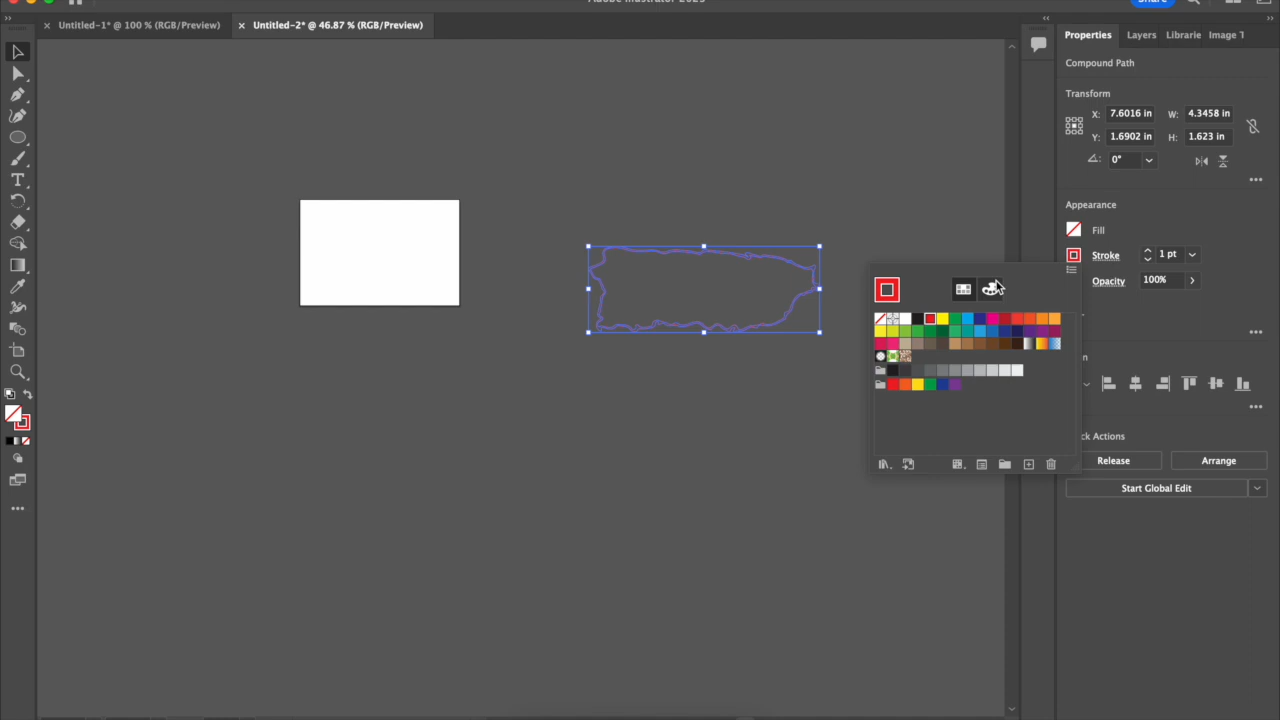 Adobe Illustrator 2025
Share
Untitled-1* @ 100 % (RGB/Preview)
Untitled-2* @ 46.87 % (RGB/Preview)
Properties
Layers
Librarie
Image T
Compound Path
Transform
X: 7.6016 in W: 4.3458 in
Y: 1.6902 in H: 1.623 in
0°
Appearance
Fill
Stroke 1 pt
Opacity 100%
ck Actions
Release
Arrange
Start Global Edit